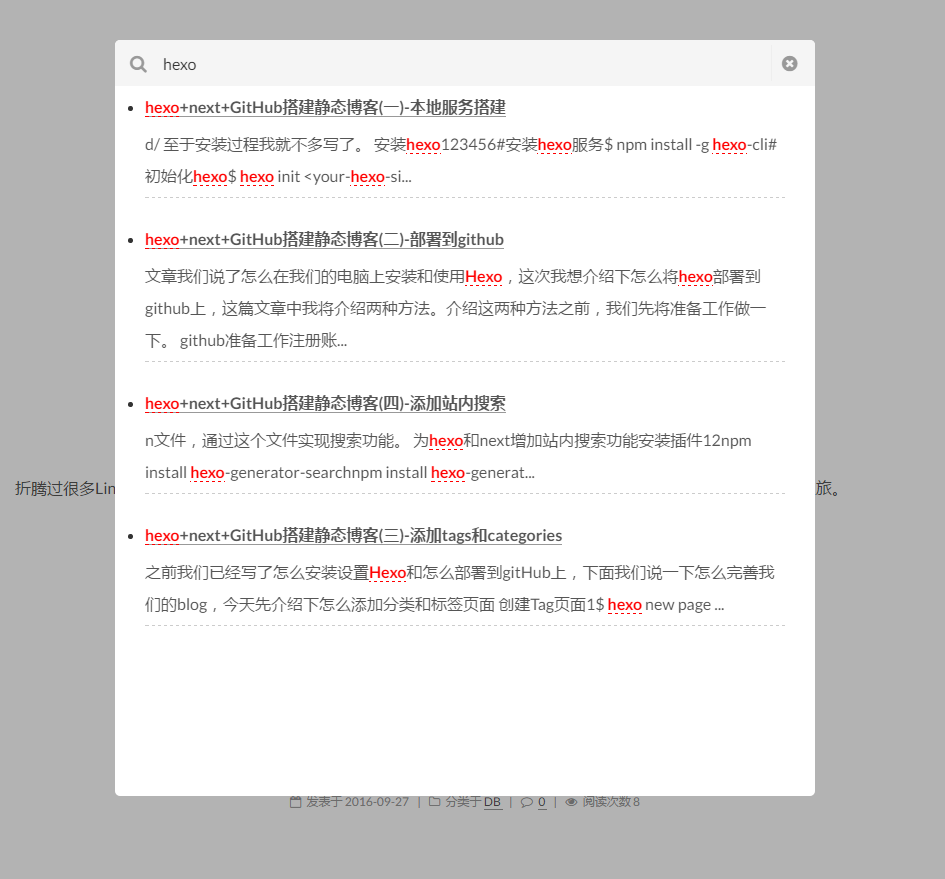 hexo
hexo+next+GitHub搭建静态博客(一)-本地服务搭建
d/ 至于安装过程我就不多写了。 安装hexo123456#安装hexo服务$ npm install -g hexo-cli#
初始化hexo$ hexo init <your-hexo-si...
hexo+next+GitHub搭建静态博客(二)-部署到github
文章我们说了怎么在我们的电脑上安装和使用Hexo，这次我想介绍下怎么将hexo部署到
github上，这篇文章中我将介绍两种方法。介绍这两种方法之前，我们先将准备工作做一
下。 github准备工作注册账...
hexo+next+GitHub搭建静态博客(四)-添加站内搜索
n文件，通过这个文件实现搜索功能。 为hexo和next增加站内搜索功能安装插件12npm
install hexo-generator-searchnpm install hexo-generat...
折腾过很多Lin
旅。
hexo+next+GitHub搭建静态博客(三)-添加tags和categories
之前我们已经写了怎么安装设置Hexo和怎么部署到gitHub上，下面我们说一下怎么完善我
们的blog，今天先介绍下怎么添加分类和标签页面 创建Tag页面1$ hexo new page ...
发表于 2016-09-27 | 分类于 DB | 0 | 阅读次数 8